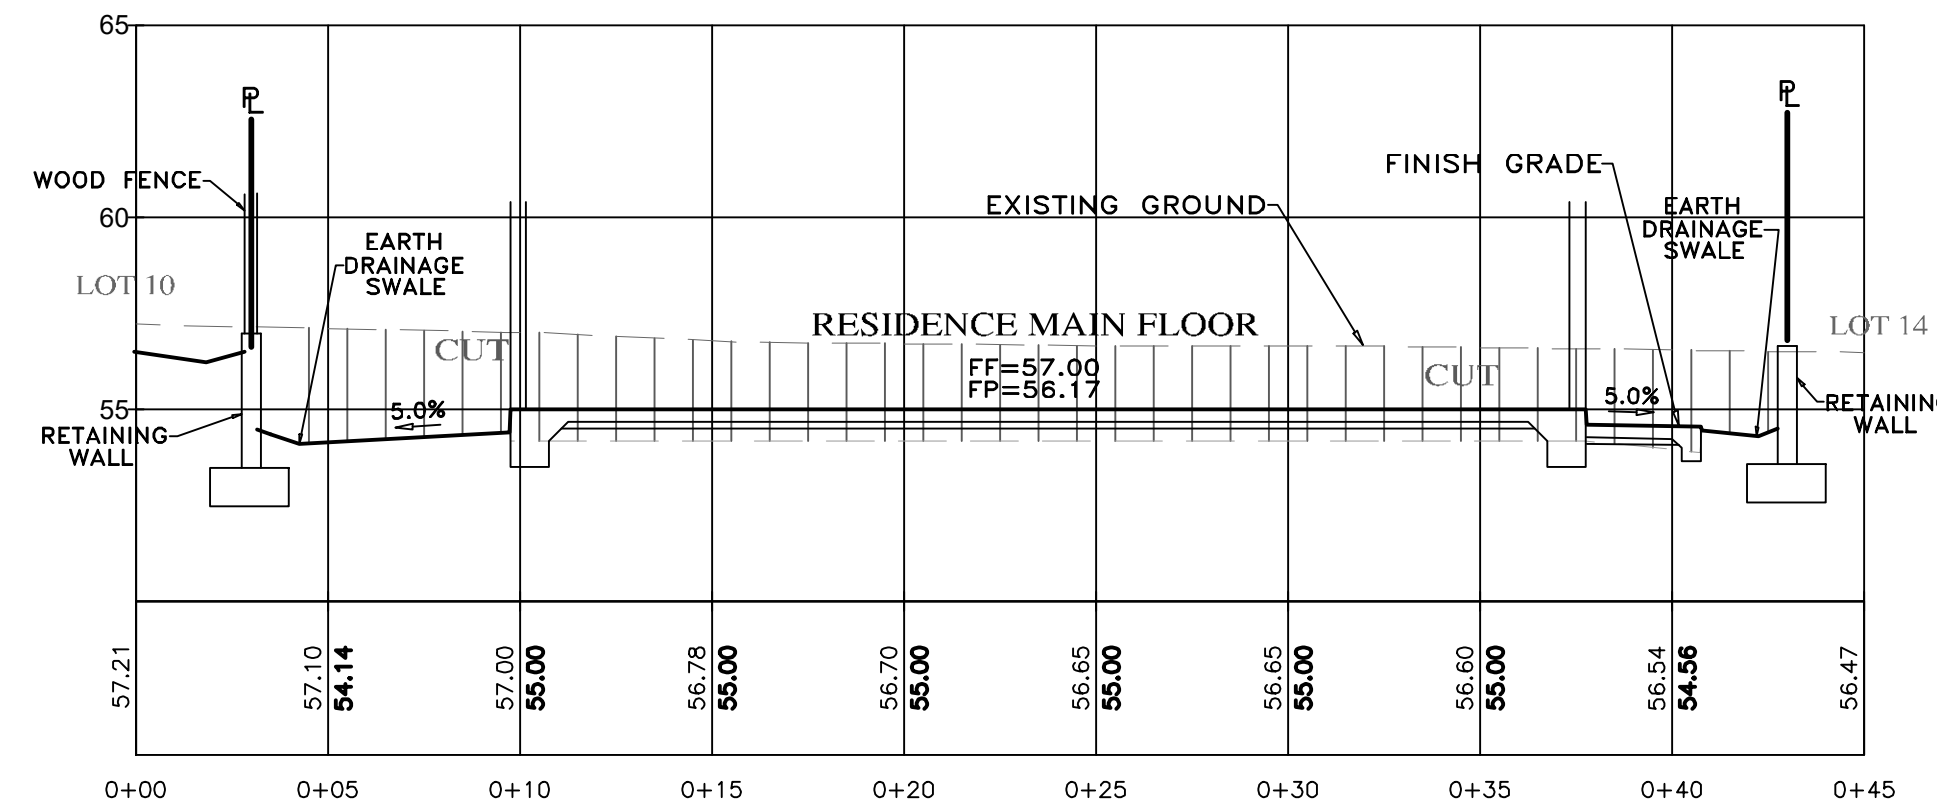 65
PL
PL
FINISH GRADE
WOOD FENCE
EXISTING GROUND
EARTH
DRAINAGE
SWALE
60
EARTH
DRAINAGE
SWALE
LOT 10
RESIDENCE MAIN FLOOR
LOT 14
CUT
FF=57.00
FP=56.17
CUT
5.0%
5.0%
55
RETAINING
WALL
RETAININ
WALL
57.21
57.10
54.14
57.00
55.00
56.78
55.00
56.70
55.00
56.65
55.00
56.65
55.00
56.60
55.00
56.54
54.56
56.47
0+00 0+05 0+10 0+15 0+20 0+25 0+30 0+35 0+40 0+45